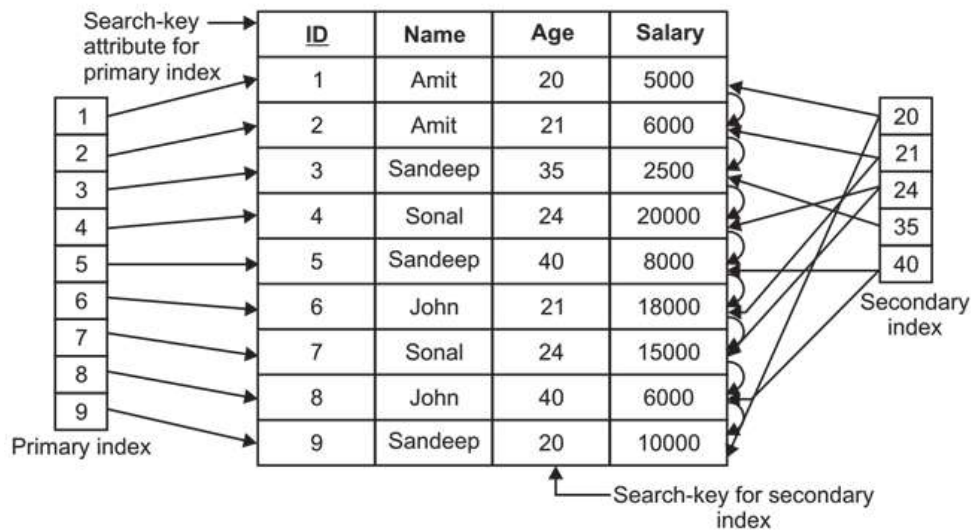 Search-key
attribute for
primary index
ID Name Age Salary
1 Amit 20 5000
2 Amit 21 6000
3 Sandeep 35 2500
4 Sonal 24 20000
5 Sandeep 40 8000
6 John 21 18000
7 Sonal 24 15000
8 John 40 6000
9 Sandeep 20 10000
1
2
3
4
5
6
7
8
9
Primary index
20
21
24
35
40
Secondary
index
Search-key for secondary
index